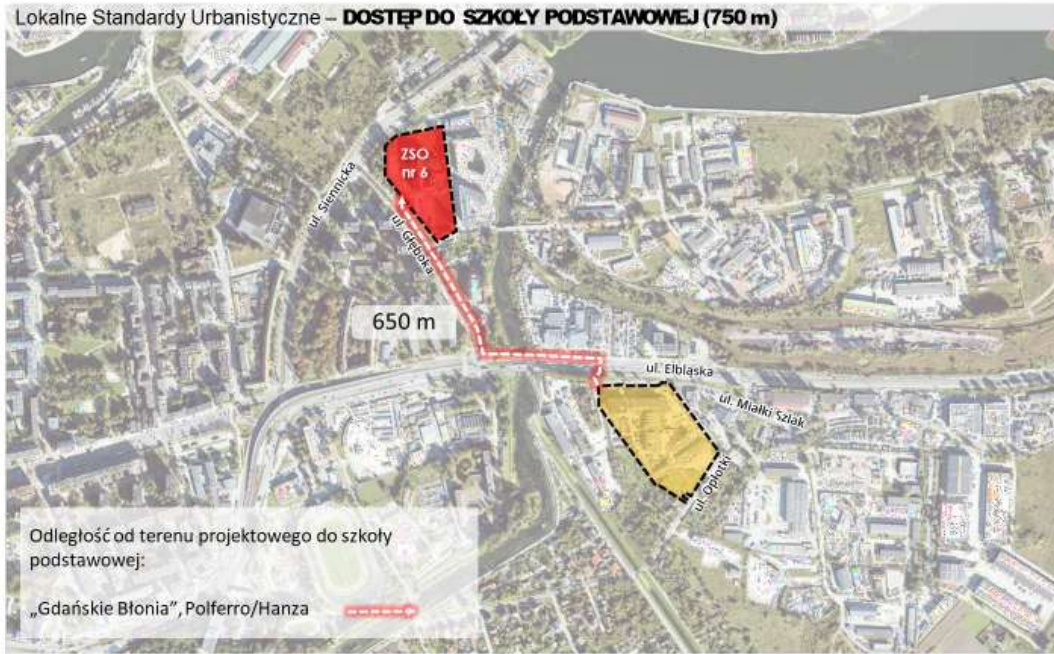 Lokalne Standardy Urbanistyczne – DOSTĘP DO SZKOŁY PODSTAWOWEJ (750 m)
ZSO
nr 6
ul. Siennicka
ul. Głęboka
650 m
ul. Elbląska
ul. Miałki Szlak
ul. Opłotki
Odległość od terenu projektowego do szkoły
podstawowej:
„Gdańskie Błonia”, Polferro/Hanza